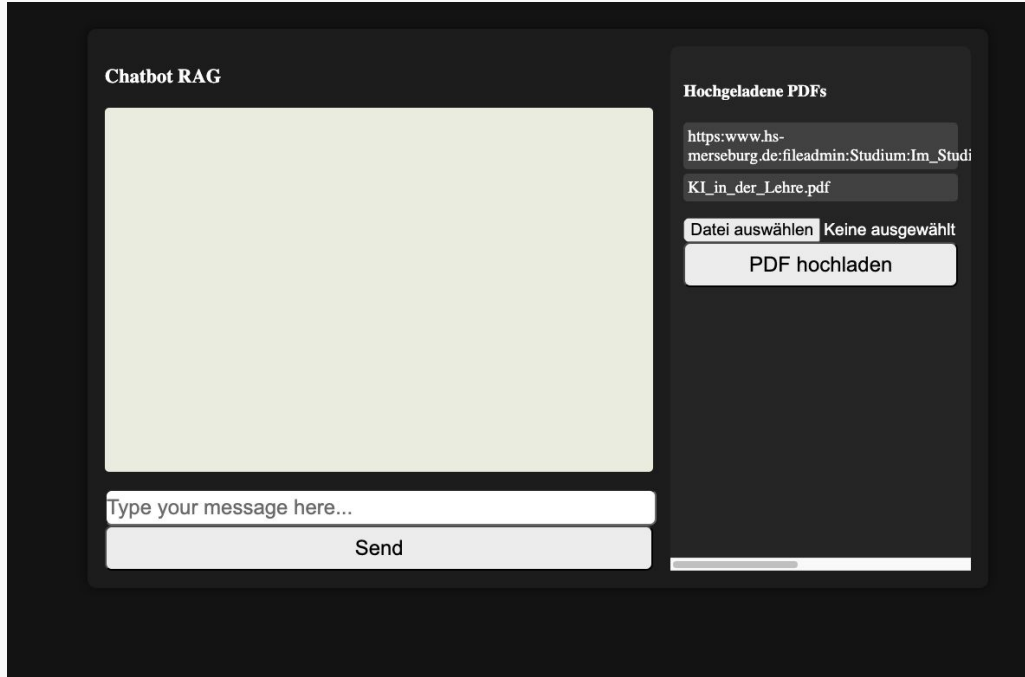 Chatbot RAG
Type your message here...
Send
Hochgeladene PDFs
https:www.hs-
merseburg.de:fileadmin:Studium:Im_Studi
KI_in_der_Lehre.pdf
Datei auswählen Keine ausgewählt
PDF hochladen